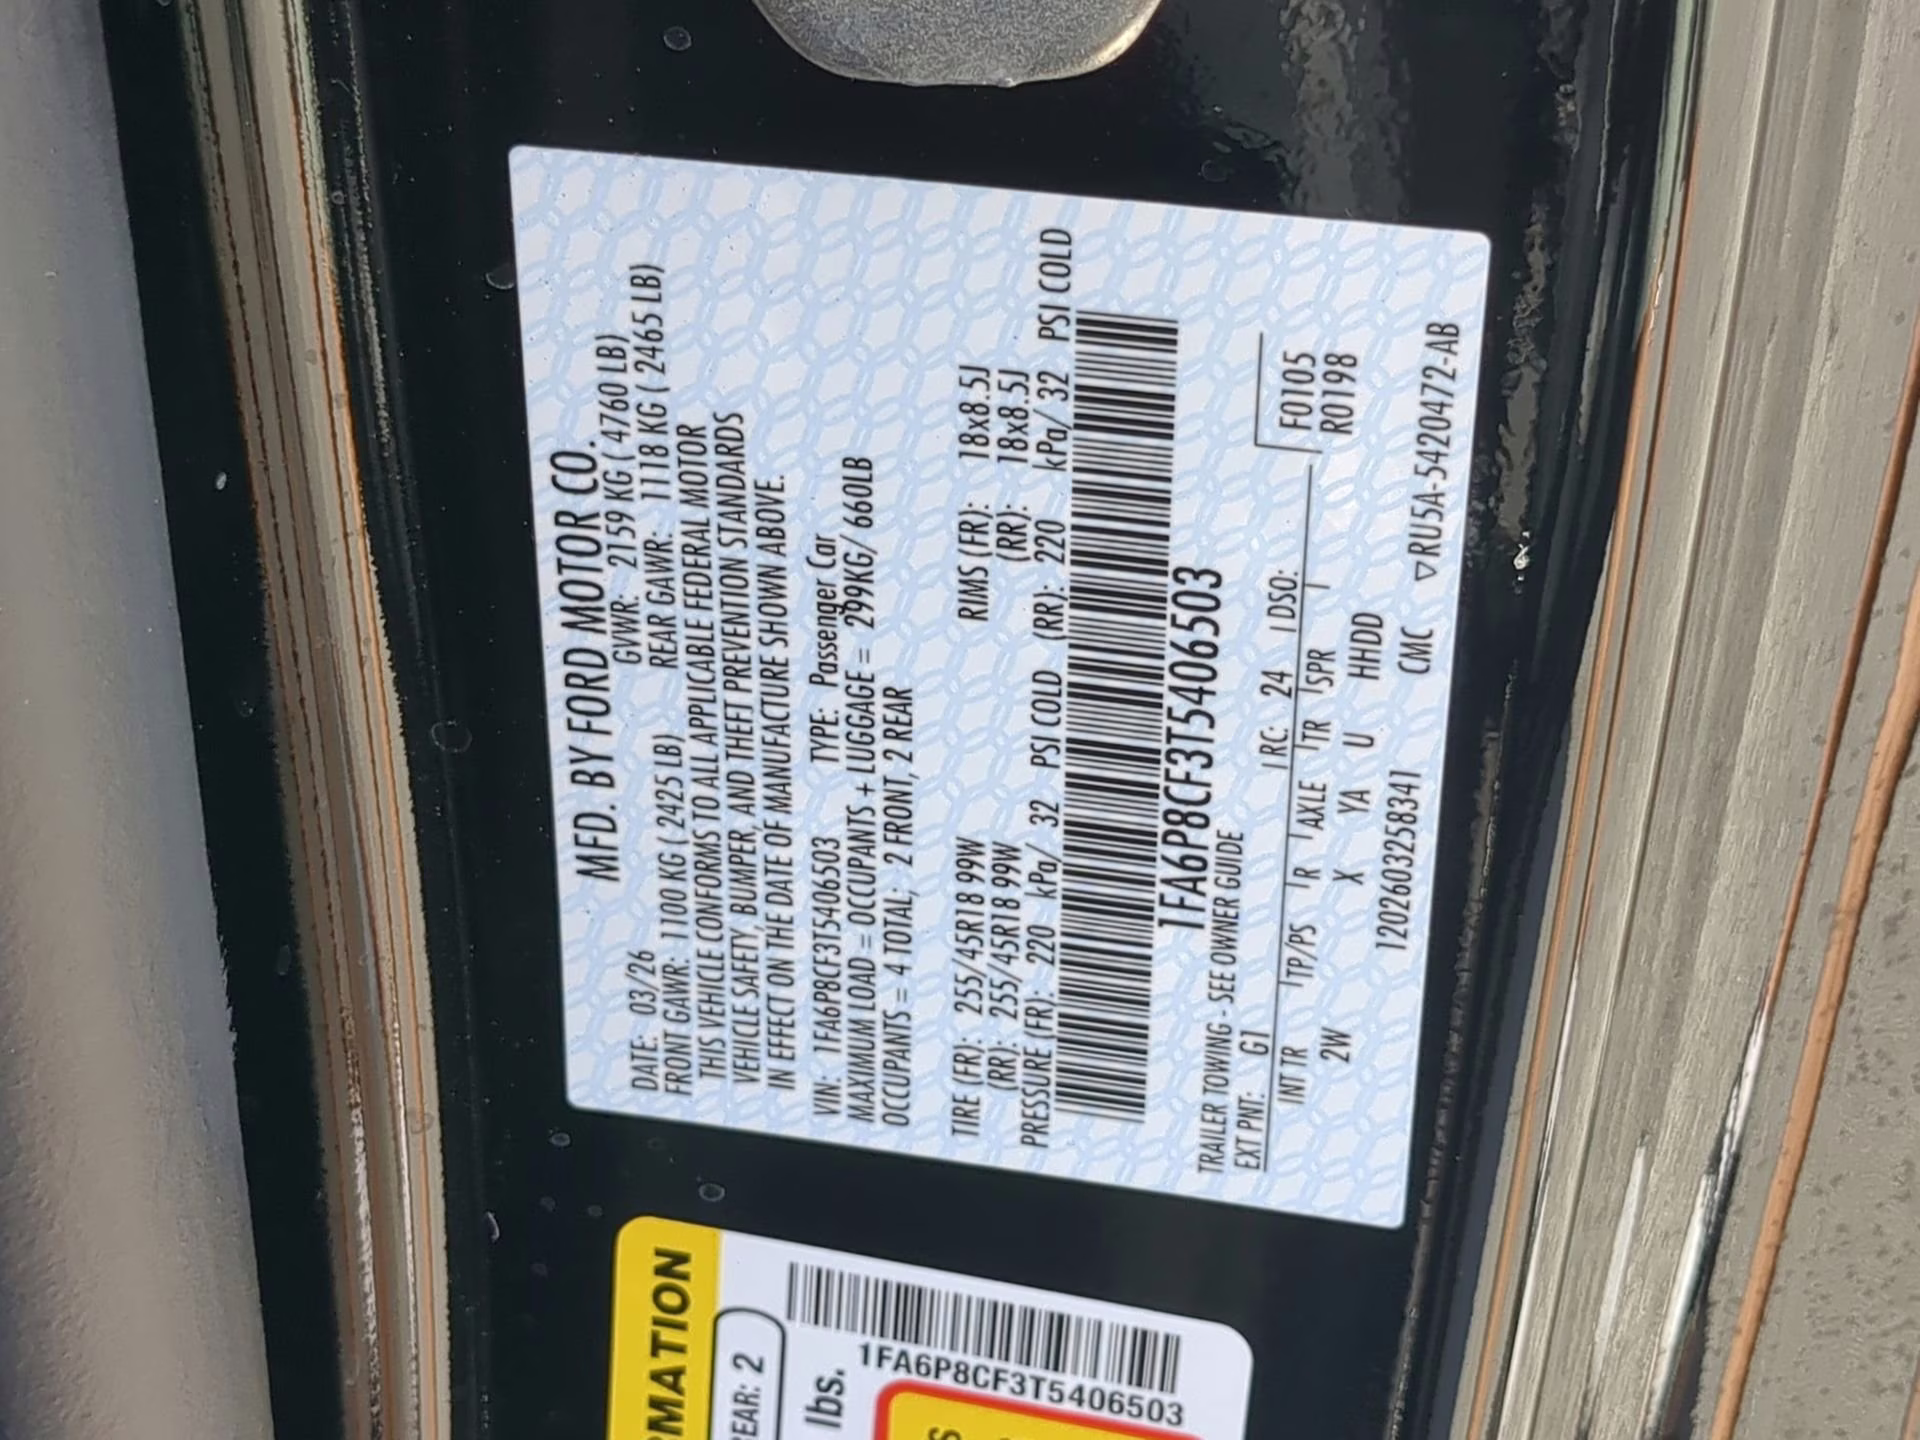 MFD. BY FORD MOTOR CO.
DATE: 03/26 GVWR: 2159 KG ( 4760 LB)
FRONT GAWR: 1100 KG ( 2425 LB) REAR GAWR: 1118 KG ( 2465 LB)
THIS VEHICLE CONFORMS TO ALL APPLICABLE FEDERAL MOTOR
VEHICLE SAFETY, BUMPER, AND THEFT PREVENTION STANDARDS
IN EFFECT ON THE DATE OF MANUFACTURE SHOWN ABOVE.
VIN: 1FA6P8CF3T5406503 TYPE: Passenger Car
MAXIMUM LOAD = OCCUPANTS + LUGGAGE = 299KG/ 660LB
OCCUPANTS = 4 TOTAL; 2 FRONT, 2 REAR
TIRE (FR): 255/45R18 99W RIMS (FR): 18x8.5J
(RR): 255/45R18 99W (RR): 18x8.5J
PRESSURE (FR): 220 kPa/ 32 PSI COLD (RR): 220 kPa/ 32 PSI COLD
1FA6P8CF3T5406503
TRAILER TOWING - SEE OWNER GUIDE
EXT PNT: G1 RC: 24 DSO:
INT TR TP/PS R AXLE TR SPR F0105
2W X YA U HHDD R0198
1202603258341 CMC ▽RU5A-5420472-AB
RMATION
REAR: 2
lbs.
1FA6P8CF3T5406503